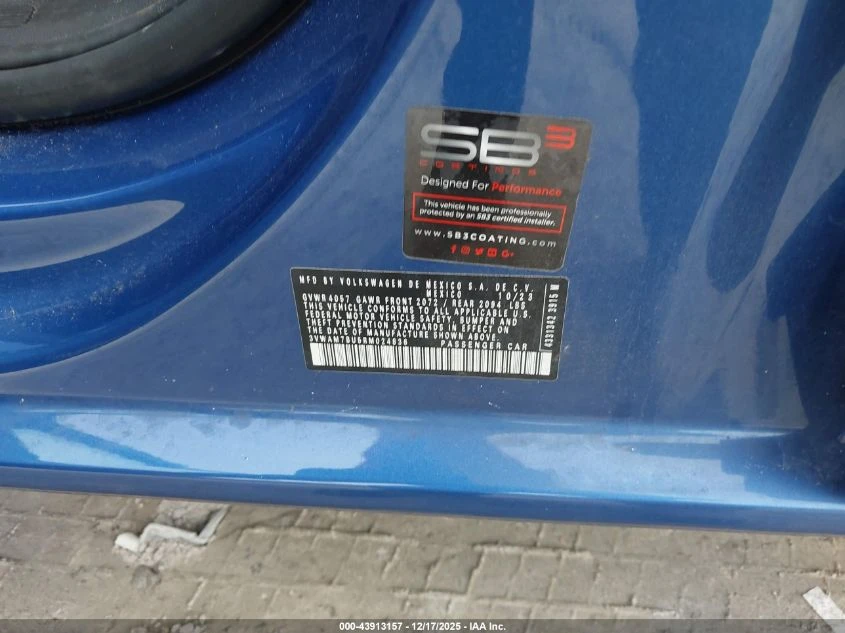 SB3
COATINGS
Designed For Performance
This vehicle has been professionally
protected by an SB3 certified installer.
www.SB3COATING.com
MFD BY VOLKSWAGEN DE MEXICO S.A. DE C.V.
MEXICO 10/23
GVWR 4057 GAWR FRONT 2072 / REAR 2094 LBS
THIS VEHICLE CONFORMS TO ALL APPLICABLE U.S.
FEDERAL MOTOR VEHICLE SAFETY, BUMPER AND
THEFT PREVENTION STANDARDS IN EFFECT ON
THE DATE OF MANUFACTURE SHOWN ABOVE.
PASSENGER CAR
4331342 3915 M
000-43913157 - 12/17/2025 - IAA Inc.